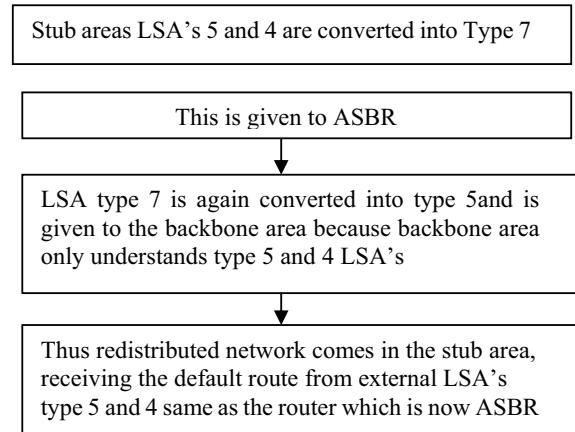 Stub areas LSA's 5 and 4 are converted into Type 7
This is given to ASBR
LSA type 7 is again converted into type 5and is
given to the backbone area because backbone area
only understands type 5 and 4 LSA's
Thus redistributed network comes in the stub area,
receiving the default route from external LSA's
type 5 and 4 same as the router which is now ASBR